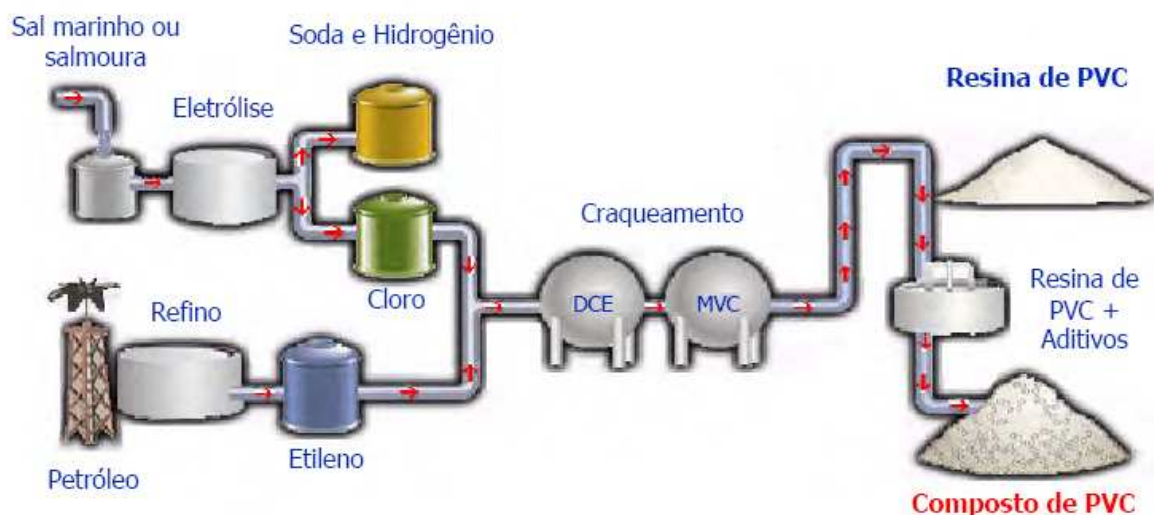 Sal marinho ou
salmoura
Soda e Hidrogênio
Eletrólise
Resina de PVC
Cloro
Craqueamento
DCE
MVC
Resina de
PVC +
Aditivos
Refino
Etileno
Petróleo
Composto de PVC